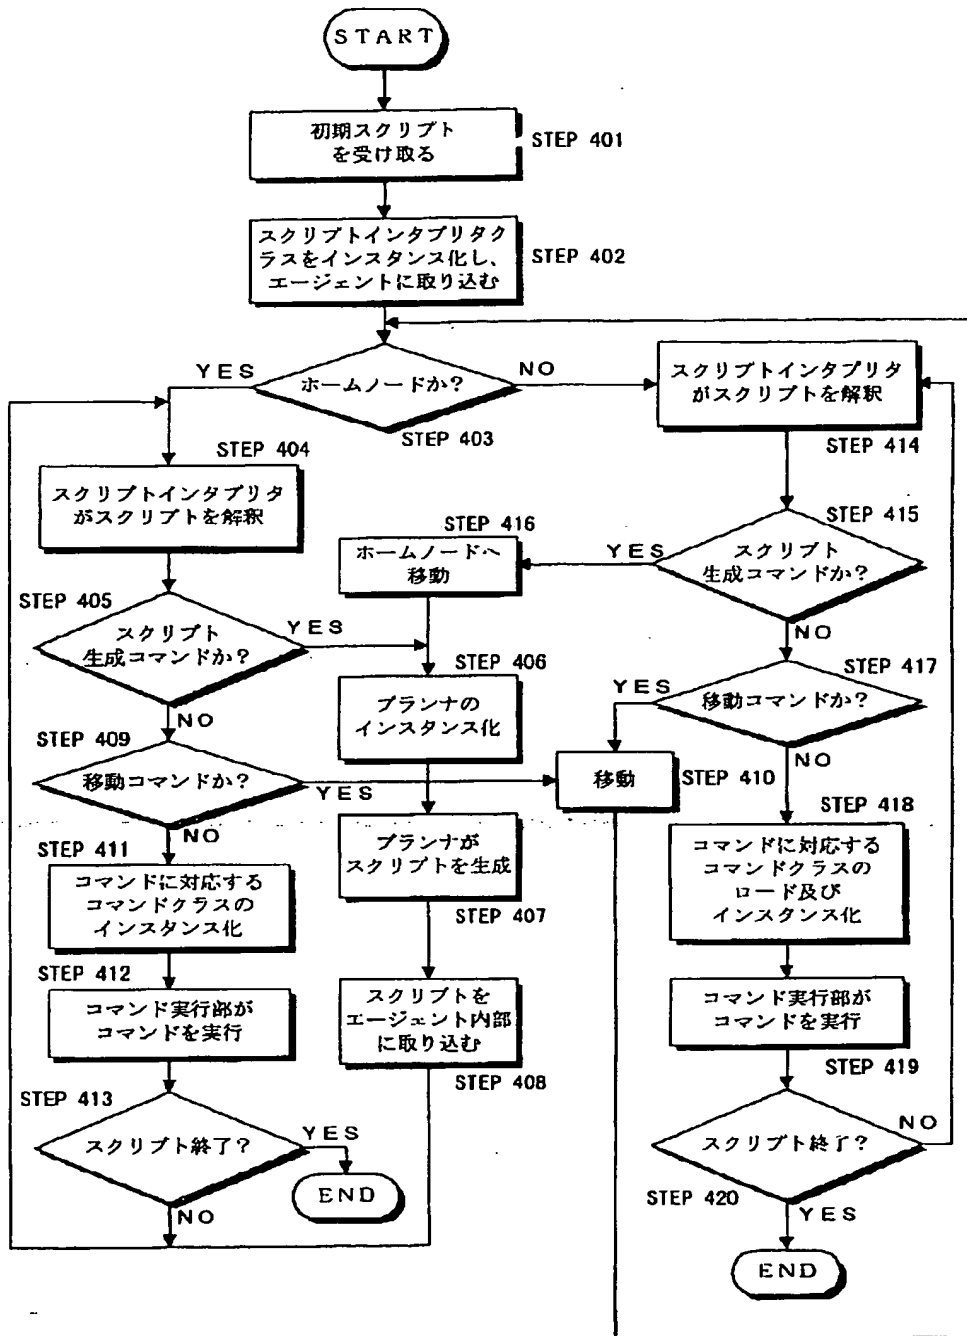 START
初期スクリプト
を受け取る
STEP 401
スクリプトインタプリタク
ラスをインスタンス化し、
エージェントに取り込む
STEP 402
YES
ホームノードか?
NO
STEP 403
スクリプトインタプリタ
がスクリプトを解釈
STEP 414
STEP 404
スクリプトインタプリタ
がスクリプトを解釈
STEP 416
ホームノードへ
移動
STEP 415
YES
スクリプト
生成コマンドか?
NO
STEP 405
スクリプト
生成コマンドか?
YES
NO
STEP 406
プランナの
インスタンス化
STEP 417
YES
移動コマンドか?
NO
STEP 409
移動コマンドか?
YES
NO
移動
STEP 410
STEP 411
コマンドに対応する
コマンドクラスの
インスタンス化
プランナが
スクリプトを生成
STEP 407
STEP 418
コマンドに対応する
コマンドクラスの
ロード及び
インスタンス化
STEP 412
コマンド実行部が
コマンドを実行
スクリプトを
エージェント内部
に取り込む
STEP 408
コマンド実行部が
コマンドを実行
STEP 419
STEP 413
スクリプト終了?
YES
END
NO
スクリプト終了?
NO
STEP 420
YES
END